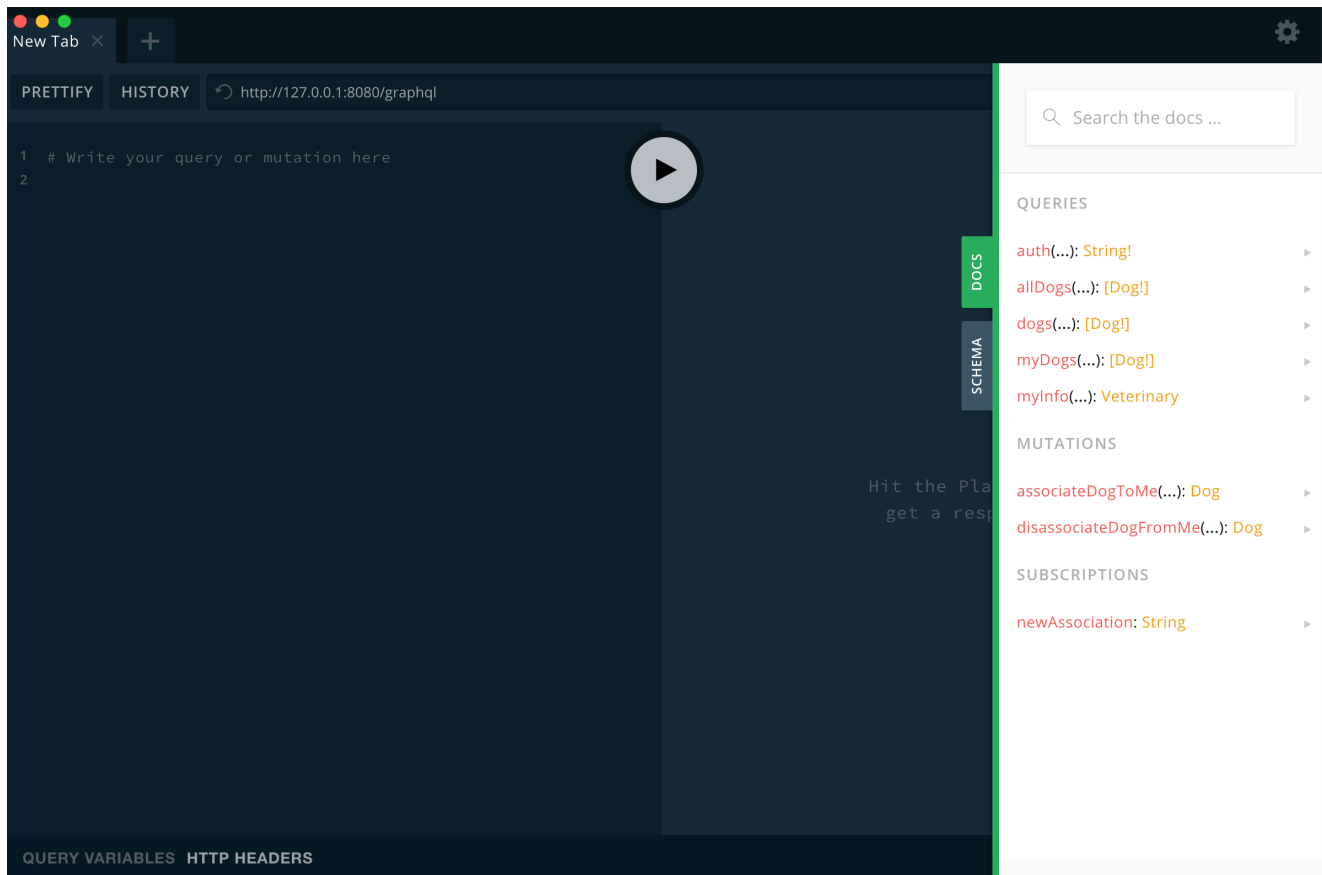 New Tab
PRETTIFY HISTORY http://127.0.0.1:8080/graphql
1 # Write your query or mutation here
2
Hit the Pla
get a resp
DOCS
SCHEMA
Search the docs ...
QUERIES
auth(...): String!
allDogs(...): [Dog!]
dogs(...): [Dog!]
myDogs(...): [Dog!]
myInfo(...): Veterinary
MUTATIONS
associateDogToMe(...): Dog
disassociateDogFromMe(...): Dog
SUBSCRIPTIONS
newAssociation: String
QUERY VARIABLES HTTP HEADERS